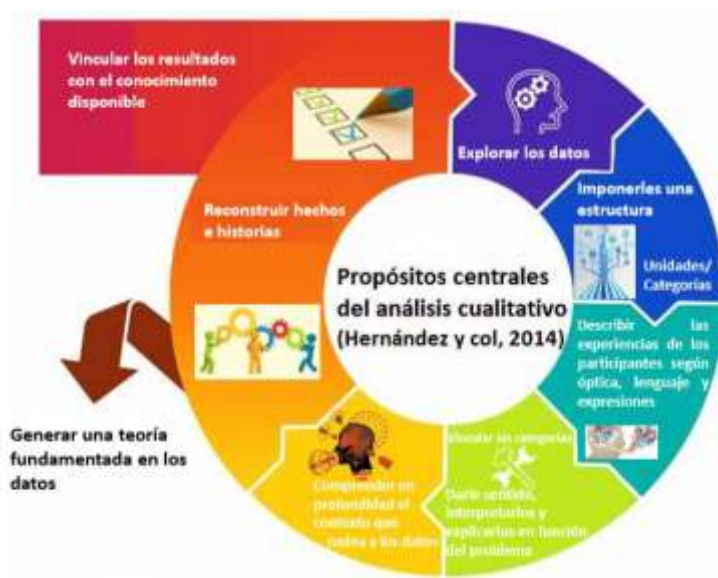 Vincular los resultados
con el conocimiento
disponible
Explorar los datos
Imponerles una
estructura
Unidades/
Categorías
Describir las
experiencias de los
participantes según
óptica, lenguaje y
expresiones
Vincular las categorías
Darle sentido,
interpretarlos y
explicarlos en función
del problema
Comprender en
profundidad el
contexto que
rodea a los datos
Reconstruir hechos
e historias
Generar una teoría
fundamentada en los
datos
Propósitos centrales
del análisis cualitativo
(Hernández y col, 2014)